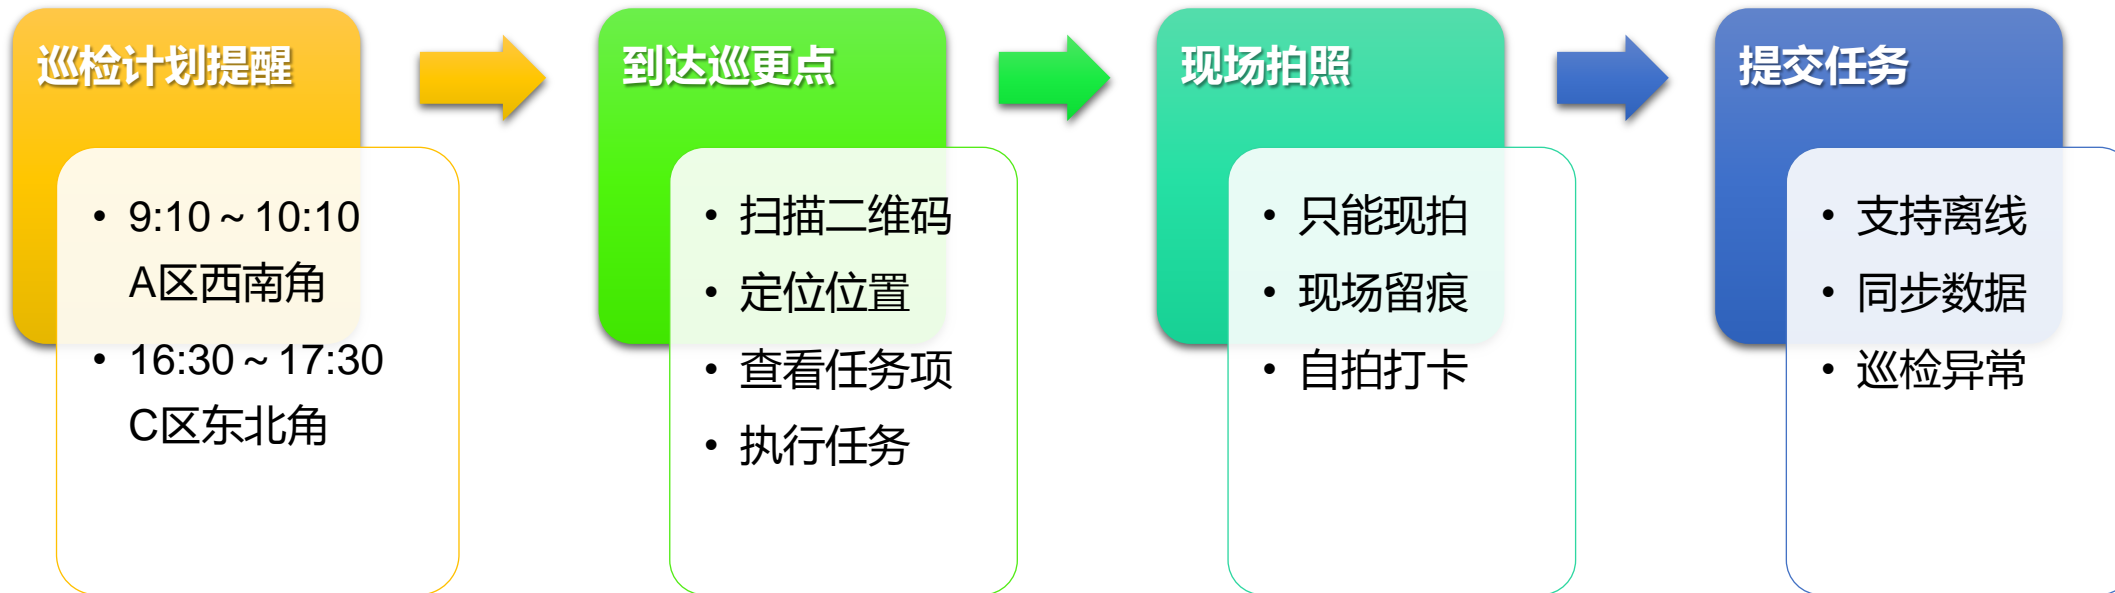 巡检计划提醒
• 9:10～10:10
A区西南角
• 16:30～17:30
C区东北角
到达巡更点
• 扫描二维码
• 定位位置
• 查看任务项
• 执行任务
现场拍照
• 只能现拍
• 现场留痕
• 自拍打卡
提交任务
• 支持离线
• 同步数据
• 巡检异常